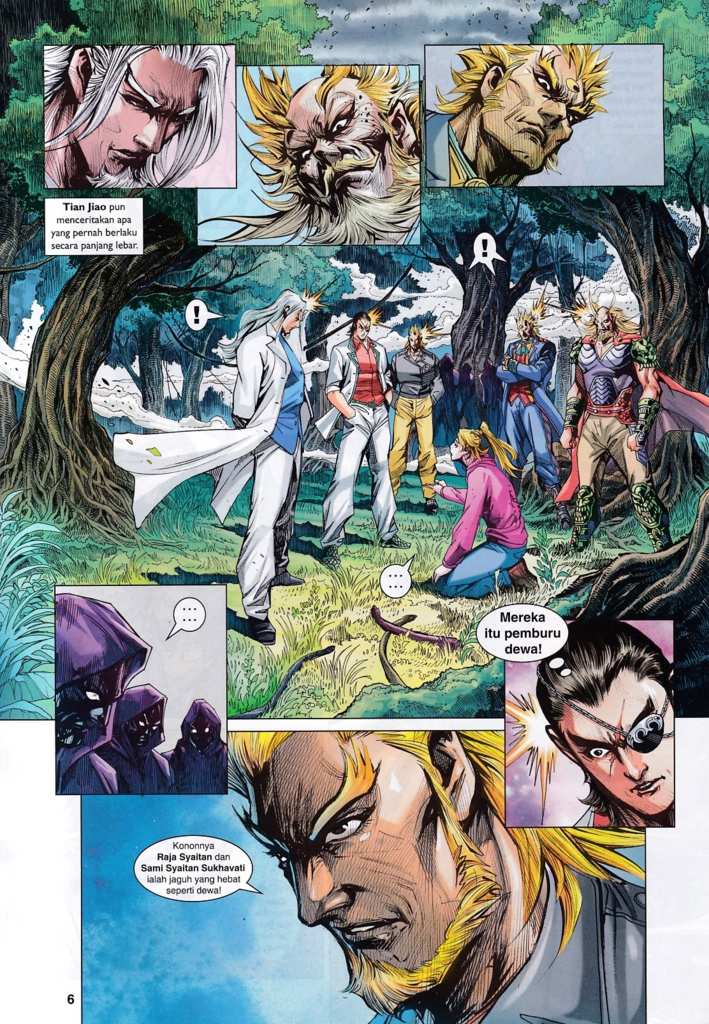 Tian Jiao pun
menceritakan apa
yang pernah berlaku
secara panjang lebar.
!
!
...
...
...
...
Mereka
itu pemburu
dewa!
Kononnya
Raja Syaitan dan
Sami Syaitan Sukhavati
ialah jaguh yang hebat
seperti dewa!
6